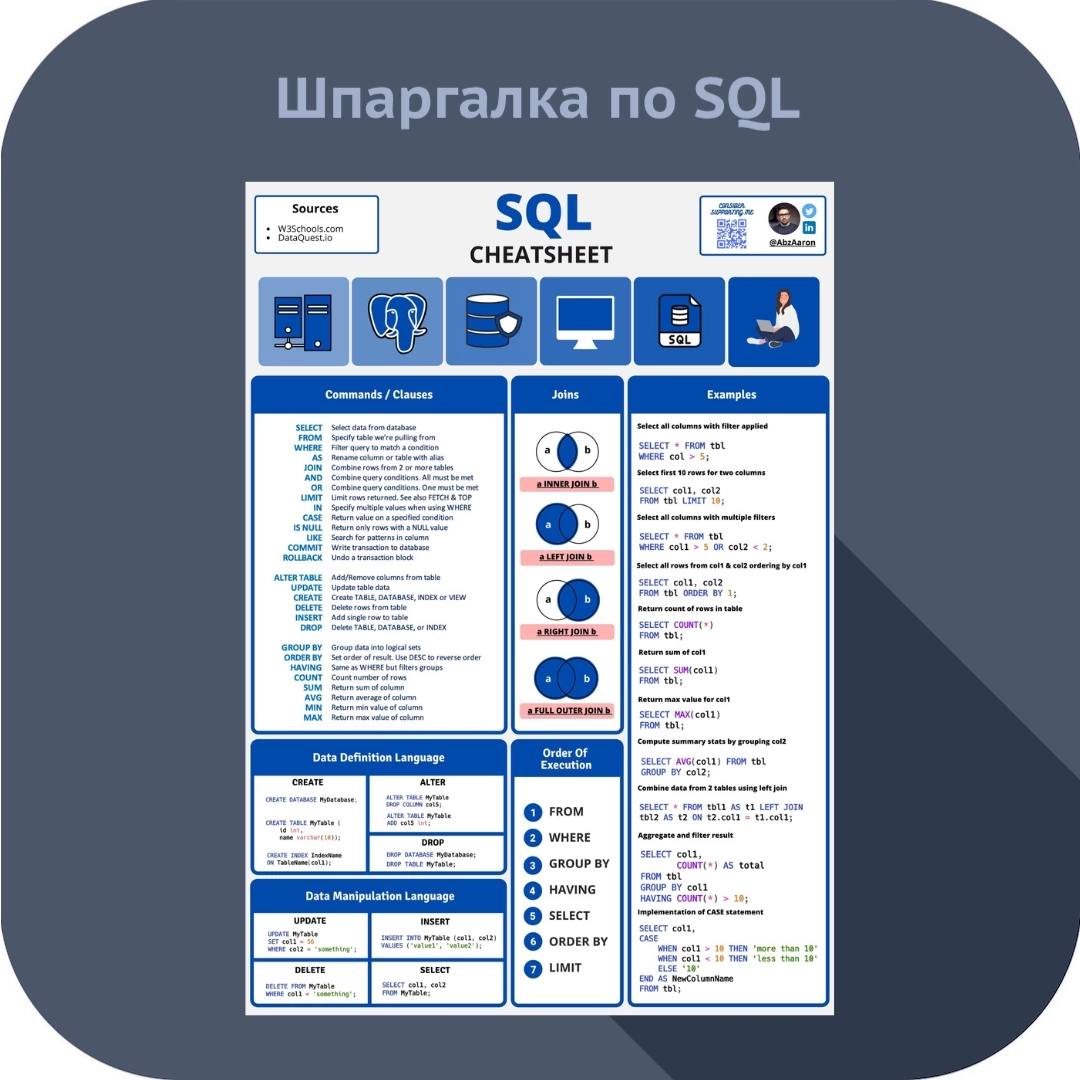 Шпаргалка по SQL
Sources
W3Schools.com
DataQuest.io
SQL
CHEATSHEET
CONSIDER
SUPPORTING ME
@AbzAaron
SQL
Commands / Clauses
SELECT Select data from database
FROM Specify table we're pulling from
WHERE Filter query to match a condition
AS Rename column or table with alias
JOIN Combine rows from 2 or more tables
AND Combine query conditions. All must be met
OR Combine query conditions. One must be met
LIMIT Limit rows returned. See also FETCH & TOP
IN Specify multiple values when using WHERE
CASE Return value on a specified condition
IS NULL Return only rows with a NULL value
LIKE Search for patterns in column
COMMIT Write transaction to database
ROLLBACK Undo a transaction block
ALTER TABLE Add/Remove columns from table
UPDATE Update table data
CREATE Create TABLE, DATABASE, INDEX or VIEW
DELETE Delete rows from table
INSERT Add single row to table
DROP Delete TABLE, DATABASE, or INDEX
GROUP BY Group data into logical sets
ORDER BY Set order of result. Use DESC to reverse order
HAVING Same as WHERE but filters groups
COUNT Count number of rows
SUM Return sum of column
AVG Return average of column
MIN Return min value of column
MAX Return max value of column
Joins
a b
a INNER JOIN b
a b
a LEFT JOIN b
a b
a RIGHT JOIN b
a b
a FULL OUTER JOIN b
Examples
Select all columns with filter applied
SELECT * FROM tbl
WHERE col > 5;
Select first 10 rows for two columns
SELECT col1, col2
FROM tbl LIMIT 10;
Select all columns with multiple filters
SELECT * FROM tbl
WHERE col1 > 5 OR col2 < 2;
Select all rows from col1 & col2 ordering by col1
SELECT col1, col2
FROM tbl ORDER BY 1;
Return count of rows in table
SELECT COUNT(*)
FROM tbl;
Return sum of col1
SELECT SUM(col1)
FROM tbl;
Return max value for col1
SELECT MAX(col1)
FROM tbl;
Compute summary stats by grouping col2
SELECT AVG(col1) FROM tbl
GROUP BY col2;
Combine data from 2 tables using left join
SELECT * FROM tbl1 AS t1 LEFT JOIN
tbl2 AS t2 ON t2.col1 = t1.col1;
Aggregate and filter result
SELECT col1,
COUNT(*) AS total
FROM tbl
GROUP BY col1
HAVING COUNT(*) > 10;
Implementation of CASE statement
SELECT col1,
CASE
WHEN col1 > 10 THEN 'more than 10'
WHEN col1 < 10 THEN 'less than 10'
ELSE '10'
END AS NewColumnName
FROM tbl;
Data Definition Language
CREATE
CREATE DATABASE MyDatabase;
CREATE TABLE MyTable (
id int,
name varchar(10));
CREATE INDEX IndexName
ON TableName(col1);
ALTER
ALTER TABLE MyTable
DROP COLUMN col5;
ALTER TABLE MyTable
ADD col5 int;
DROP
DROP DATABASE MyDatabase;
DROP TABLE MyTable;
Data Manipulation Language
UPDATE
UPDATE MyTable
SET col1 = 56
WHERE col2 = 'something';
INSERT
INSERT INTO MyTable (col1, col2)
VALUES ('value1', 'value2');
DELETE
DELETE FROM MyTable
WHERE col1 = 'something';
SELECT
SELECT col1, col2
FROM MyTable;
Order Of
Execution
1 FROM
2 WHERE
3 GROUP BY
4 HAVING
5 SELECT
6 ORDER BY
7 LIMIT